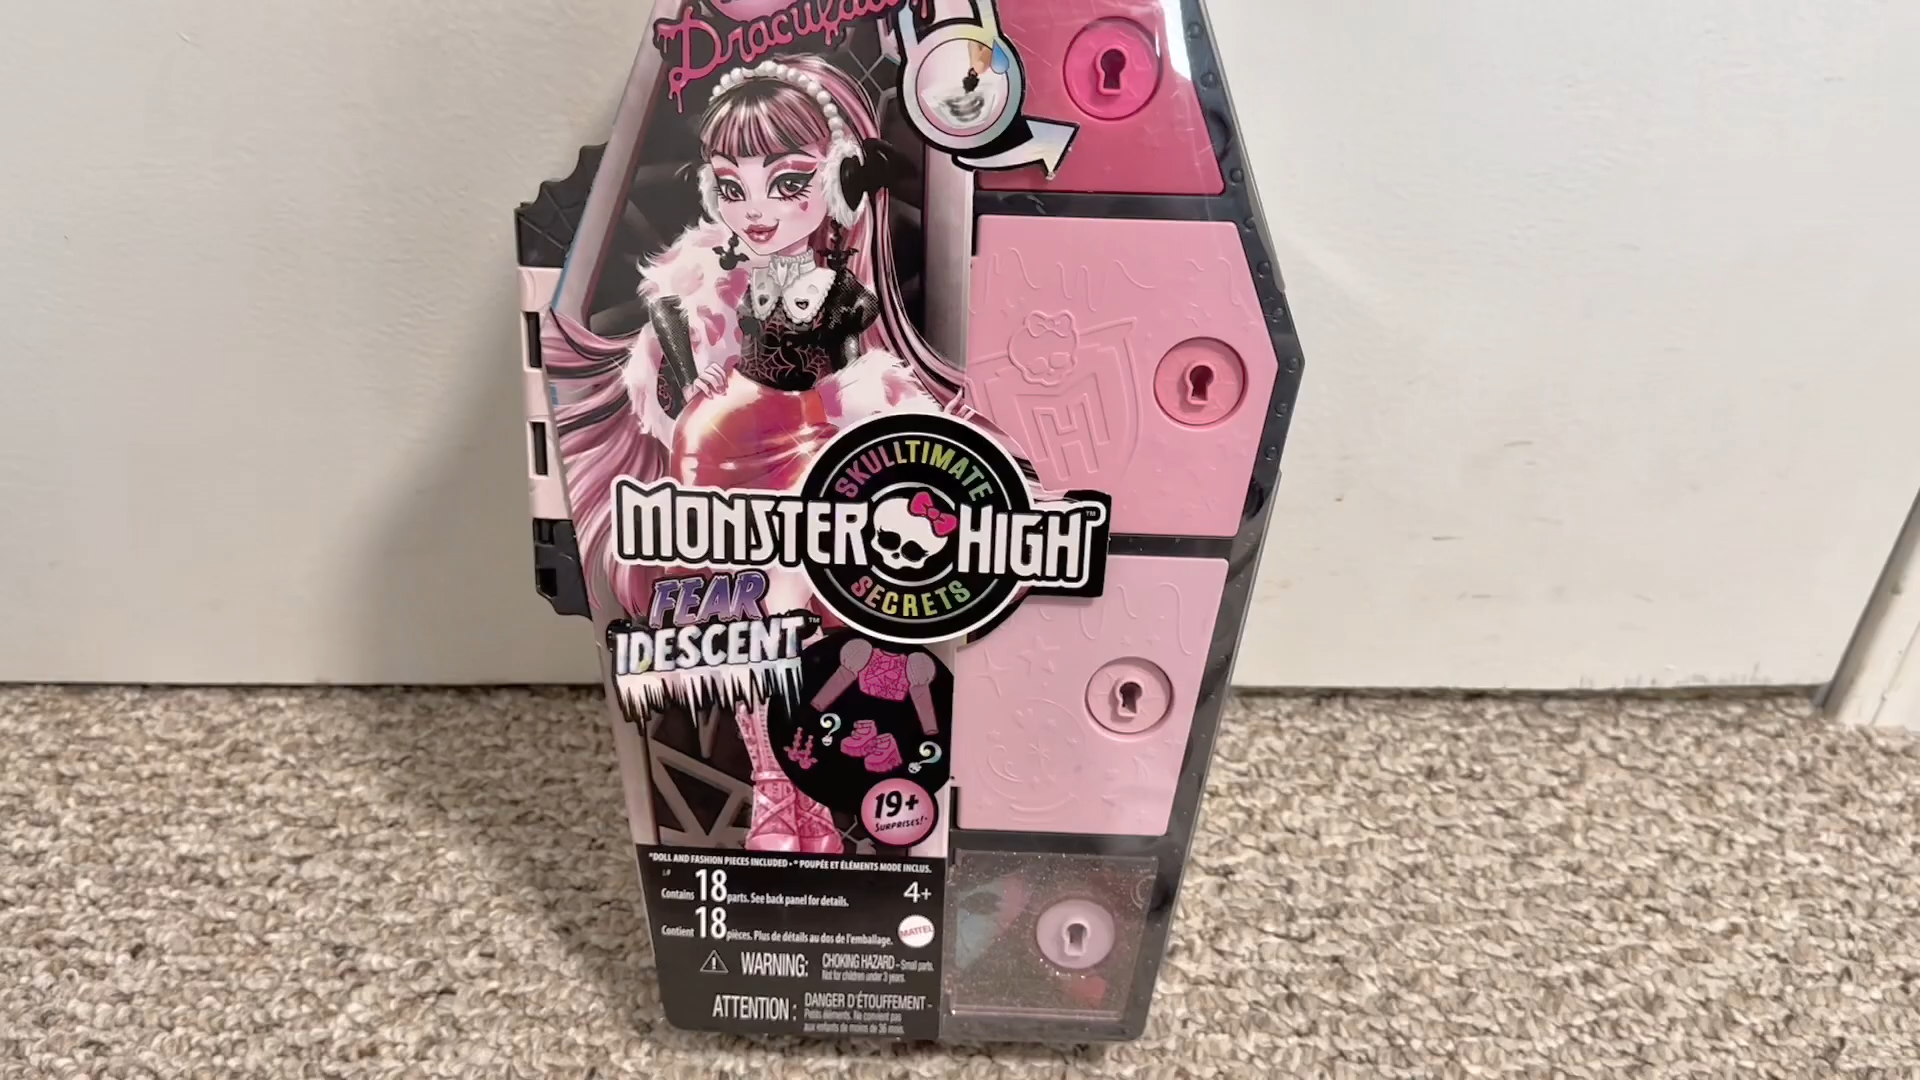 Draculaura
SKULLTIMATE
MONSTER HIGH™
SECRETS
FEAR
IDESCENT™
?
?
19+
SURPRISES!*
*DOLL AND FASHION PIECES INCLUDED • * POUPÉE ET ÉLÉMENTS MODE INCLUS.
Contains 18 parts. See back panel for details.
4+
Contient 18 pièces. Plus de détails au dos de l'emballage.
MATTEL
WARNING: CHOKING HAZARD - Small parts.
Not for children under 3 years.
ATTENTION : DANGER D'ÉTOUFFEMENT -
Petits éléments. Ne convient pas
aux enfants de moins de 36 mois.